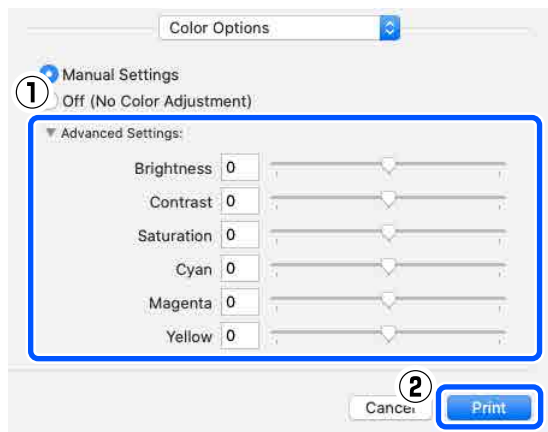 Color Options
Manual Settings
①
Off (No Color Adjustment)
Advanced Settings:
Brightness 0
Contrast 0
Saturation 0
Cyan 0
Magenta 0
Yellow 0
②
Cancel Print